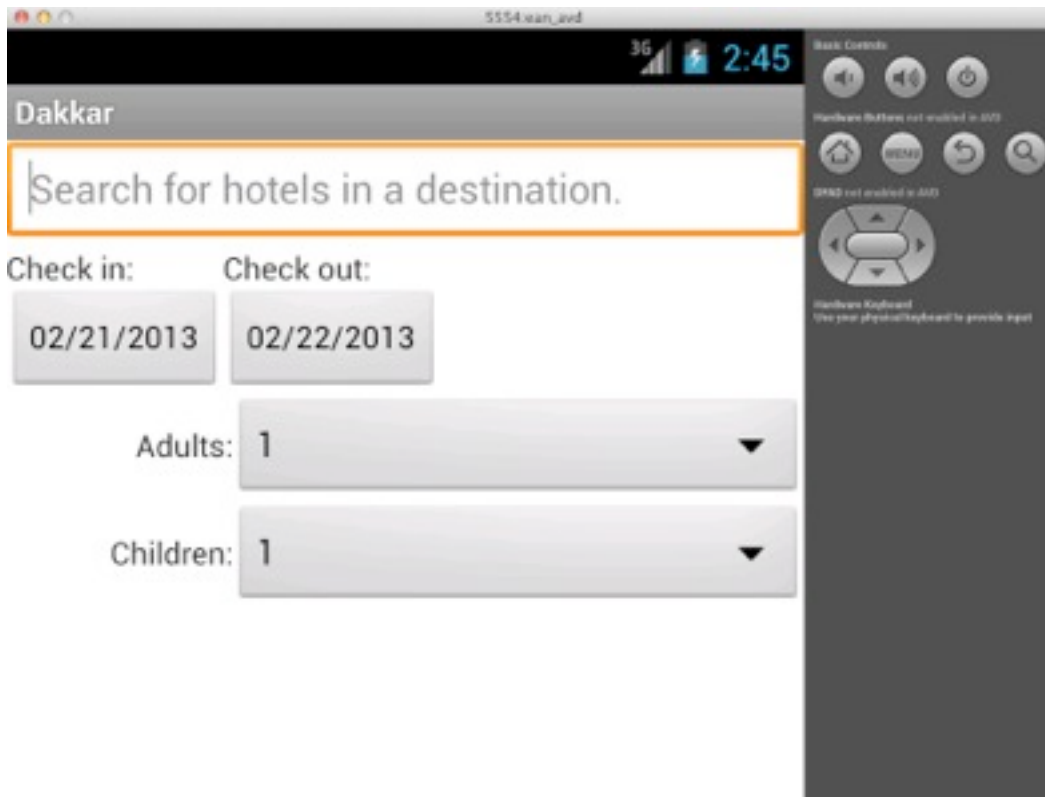 5554:ean_avd
3G 2:45
Dakkar
Search for hotels in a destination.
Check in: Check out:
02/21/2013 02/22/2013
Adults: 1
Children: 1
Basic Controls
Hardware Buttons not enabled in AVD
MENU
DPAD not enabled in AVD
Hardware Keyboard
Use your physical keyboard to provide input